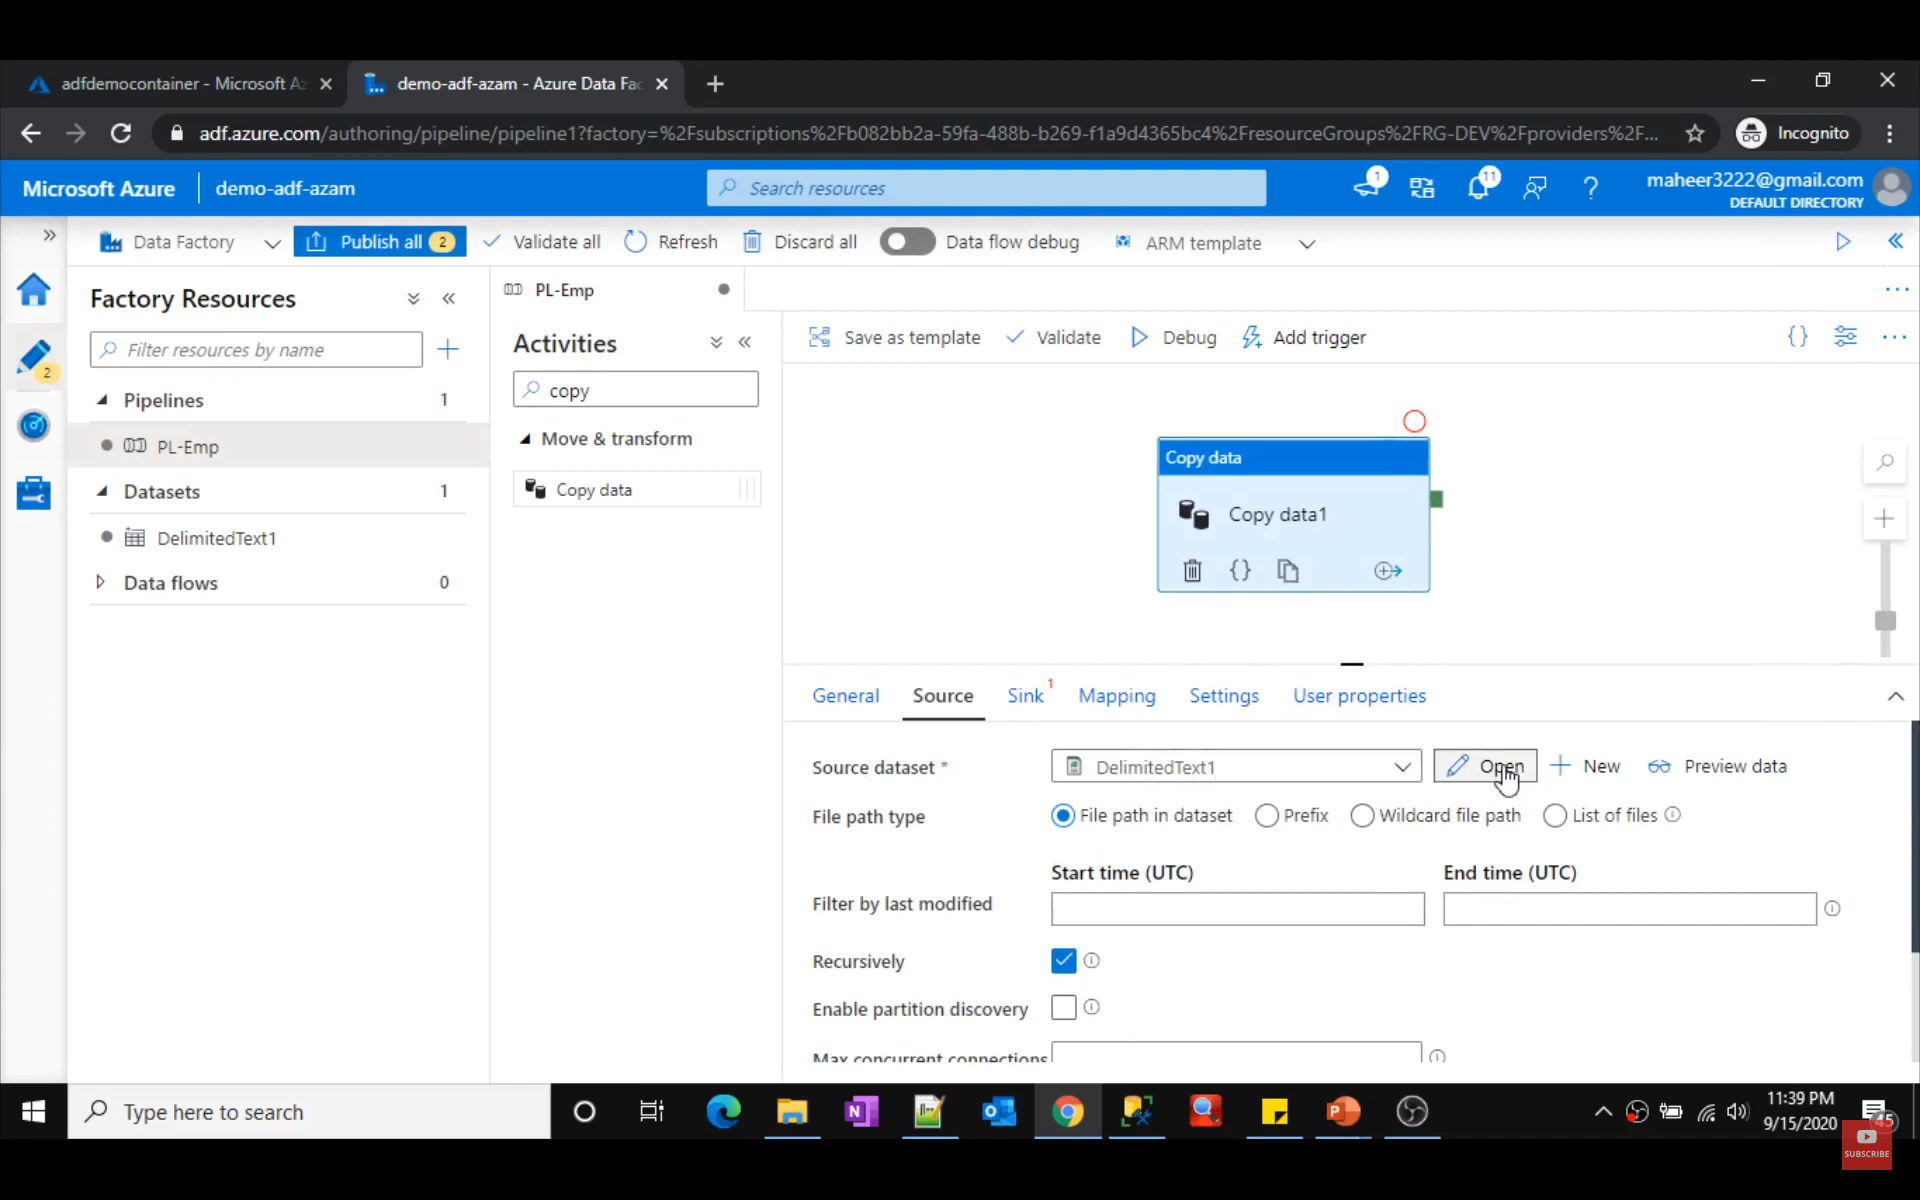 adfdemocontainer - Microsoft Az
demo-adf-azam - Azure Data Fac
adf.azure.com/authoring/pipeline/pipeline1?factory=%2Fsubscriptions%2Fb082bb2a-59fa-488b-b269-f1a9d4365bc4%2FresourceGroups%2FRG-DEV%2Fproviders%2F...
Incognito
Microsoft Azure
demo-adf-azam
Search resources
1
11
?
maheer3222@gmail.com
DEFAULT DIRECTORY
Data Factory
Publish all 2
Validate all
Refresh
Discard all
Data flow debug
ARM template
Factory Resources
Filter resources by name
2
Pipelines 1
PL-Emp
Datasets 1
DelimitedText1
Data flows 0
PL-Emp
Activities
copy
Move & transform
Copy data
Save as template
Validate
Debug
Add trigger
{}
Copy data
Copy data1
{}
General
Source
Sink 1
Mapping
Settings
User properties
Source dataset *
DelimitedText1
Open
New
Preview data
File path type
File path in dataset
Prefix
Wildcard file path
List of files
Start time (UTC)
End time (UTC)
Filter by last modified
Recursively
Enable partition discovery
Max concurrent connections
Type here to search
11:39 PM
9/15/2020
45
SUBSCRIBE